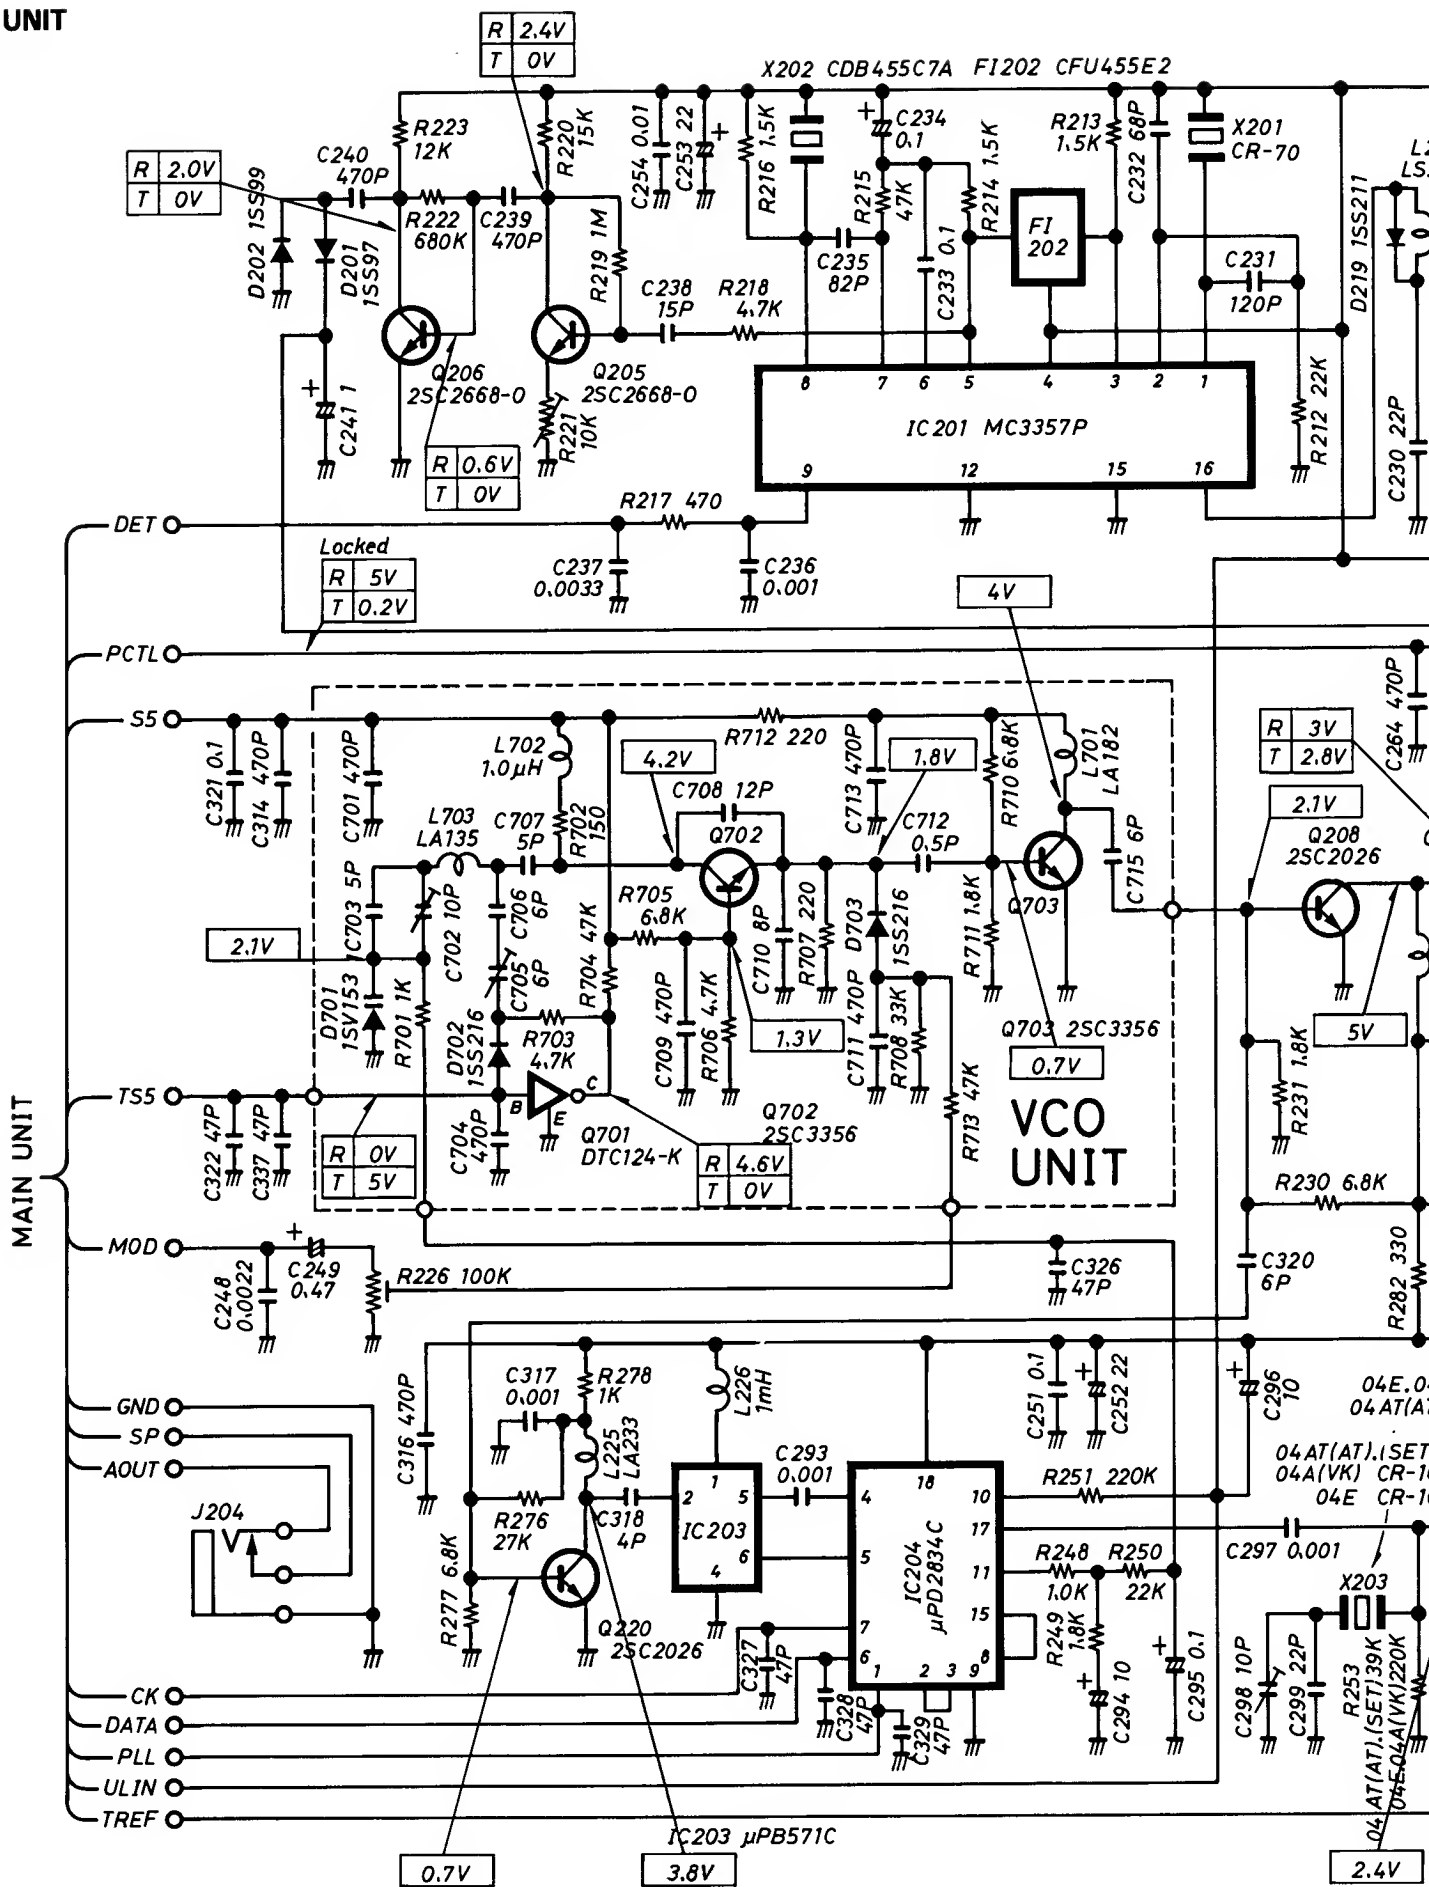 UNIT
R 2.4V
T 0V
X202 CDB455C7A FI202 CFU455E2
R223
12K
R220
15K
C254 0.01
C253 22
+
R216 1.5K
+
C234
0.1
R213
1.5K
C232 68P
X201
CR-70
R 2.0V
T 0V
C240
470P
R222
680K
C239
470P
R219 1M
R215
47K
R214 1.5K
FI
202
D202 1SS99
D201
1SS97
C238
15P
R218
4.7K
C235
82P
C233 0.1
C231
120P
D219 1SS211
Q206
2SC2668-O
Q205
2SC2668-O
+
C241 1
R221
10K
8 7 6 5 4 3 2 1
IC201 MC3357P
9 12 15 16
R212 22K
C230 22P
R 0.6V
T 0V
R217 470
DET
Locked
R 5V
T 0.2V
C237
0.0033
C236
0.001
4V
PCTL
C264 470P
S5
R712 220
L702
1.0μH
4.2V
1.8V
R710 6.8K
L701
LA182
R 3V
T 2.8V
C321 0.1
C314 470P
C701 470P
C708 12P
C713 470P
2.1V
L703
LA135
C707
5P
R702
150
Q702
C712
0.5P
C715 6P
Q208
2SC2026
C703 5P
C702 10P
C706
6P
R705
6.8K
Q703
2.1V
C705
6P
R704 47K
C710 8P
R707 220
D703
1SS216
R711 1.8K
D701
1SV153
R701 1K
D702
1SS216
R703
4.7K
C709 470P
R706 4.7K
1.3V
C711 470P
R708 33K
Q703 2SC3356
0.7V
5V
R231 1.8K
TS5
B
C
E
C322 47P
C337 47P
R 0V
T 5V
C704
470P
Q701
DTC124-K
Q702
2SC3356
R 4.6V
T 0V
R713 47K
VCO
UNIT
R230 6.8K
MAIN UNIT
MOD
+
C249
0.47
C248
0.0022
R226 100K
C326
47P
C320
6P
R282 330
C317
0.001
R278
1K
L226
1mH
C251 0.1
+
C252 22
+
C296
10
GND
SP
AOUT
C316 470P
L225
LA233
C293
0.001
04 AT(AT).(SET
04A(VK)
04E
R276
27K
C318
4P
1
2
5
IC203
6
4
4
18
10
R251 220K
17
C297 0.001
J204
R277 6.8K
5
IC204
μPD2834C
11
R248
1.0K
R250
22K
X203
15
8
7
6
1
2 3 9
Q220
2SC2026
R249
1.8K
+
C294 10
+
C295 0.1
C298 10P
C299 22P
R253
04 AT(AT).(SET)39K
04E.04A(VK)220K
C327
47P
C328
47P
C329
47P
CK
DATA
PLL
ULIN
TREF
IC203 μPB571C
0.7V
3.8V
2.4V